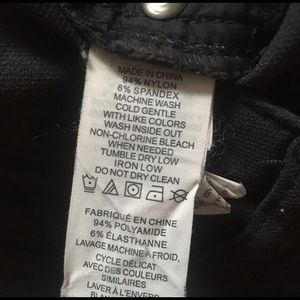 MADE IN CHINA
94% NYLON
6% SPANDEX
MACHINE WASH
COLD GENTLE
WITH LIKE COLORS
WASH INSIDE OUT
NON-CHLORINE BLEACH
WHEN NEEDED
TUMBLE DRY LOW
IRON LOW
DO NOT DRY CLEAN
FABRIQUÉ EN CHINE
94% POLYAMIDE
6% ÉLASTHANNE
LAVAGE MACHINE À FROID,
CYCLE DÉLICAT
AVEC DES COULEURS
SIMILAIRES
LAVER À L'ENVERS